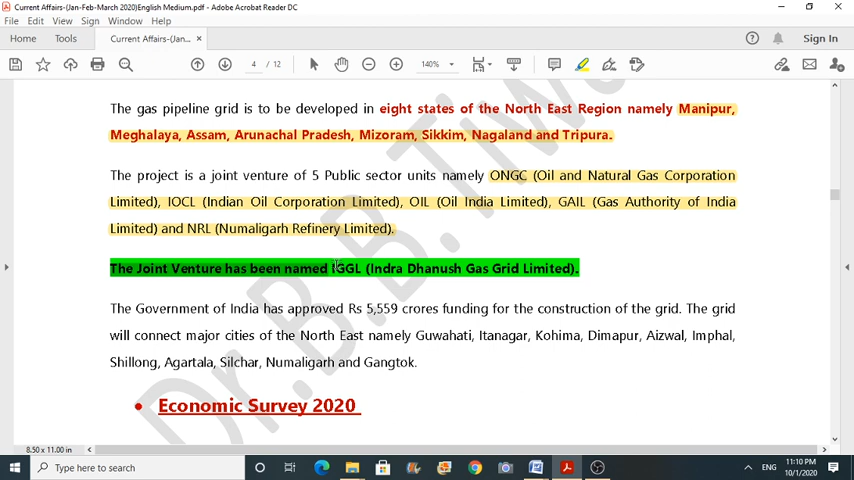 Current Affairs-(Jan-Feb-March 2020)English Medium.pdf - Adobe Acrobat Reader DC
File Edit View Sign Window Help
Home Tools Current Affairs-(Jan-... × Sign In
4 / 12 140%
The gas pipeline grid is to be developed in eight states of the North East Region namely Manipur,
Meghalaya, Assam, Arunachal Pradesh, Mizoram, Sikkim, Nagaland and Tripura.
The project is a joint venture of 5 Public sector units namely ONGC (Oil and Natural Gas Corporation
Limited), IOCL (Indian Oil Corporation Limited), OIL (Oil India Limited), GAIL (Gas Authority of India
Limited) and NRL (Numaligarh Refinery Limited).
The Joint Venture has been named IGGL (Indra Dhanush Gas Grid Limited).
The Government of India has approved Rs 5,559 crores funding for the construction of the grid. The grid
will connect major cities of the North East namely Guwahati, Itanagar, Kohima, Dimapur, Aizwal, Imphal,
Shillong, Agartala, Silchar, Numaligarh and Gangtok.
• Economic Survey 2020
Dr.B.B.Tiwa
8.50 x 11.00 in
Type here to search
ENG
11:10 PM
10/1/2020